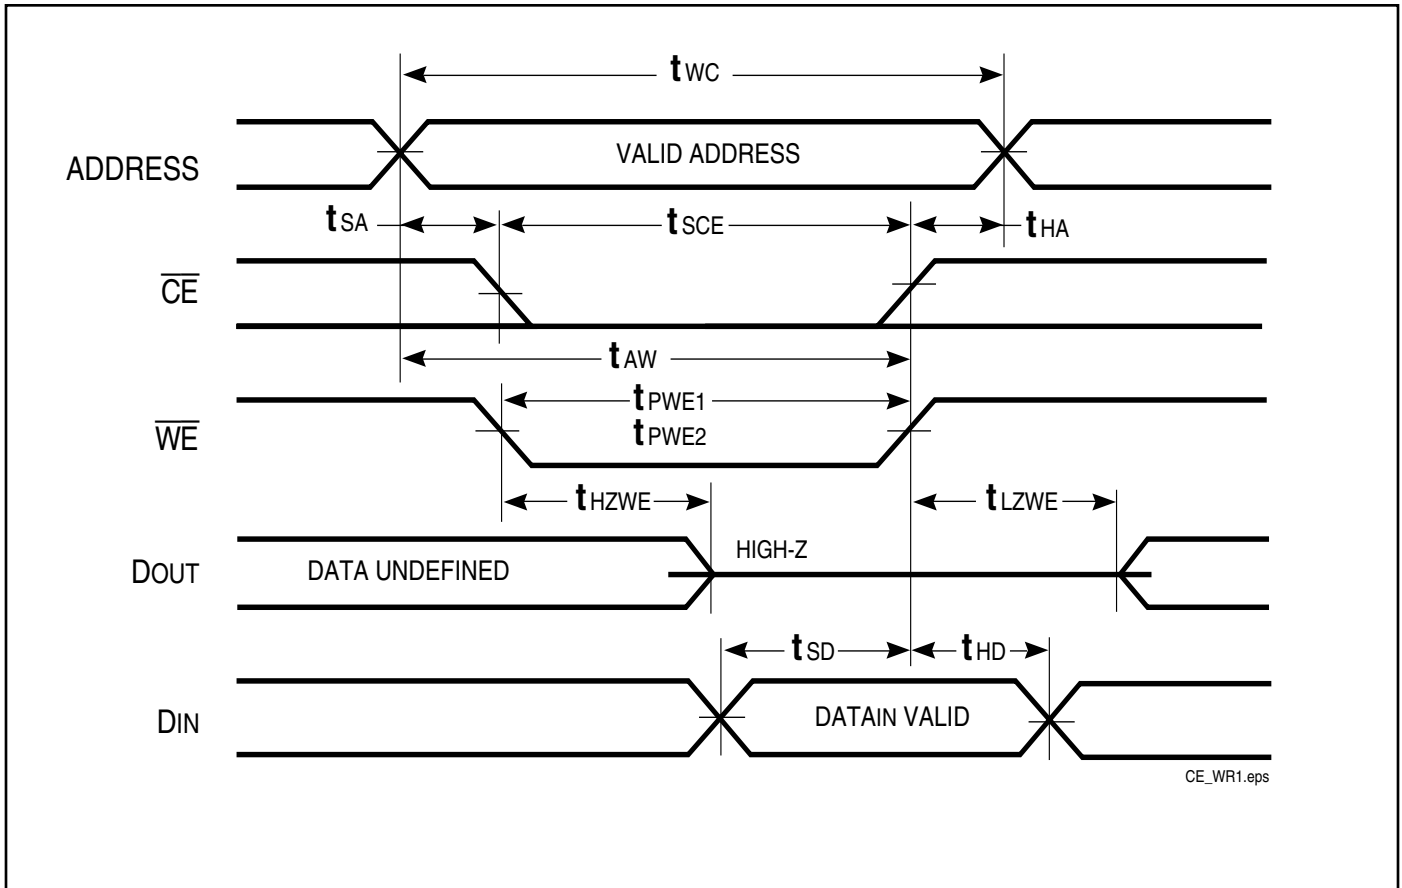 tWC
ADDRESS
VALID ADDRESS
tSA
tSCE
tHA
CE
tAW
WE
tPWE1
tPWE2
tHZWE
tLZWE
DOUT
DATA UNDEFINED
HIGH-Z
tSD
tHD
DIN
DATAIN VALID
CE_WR1.eps